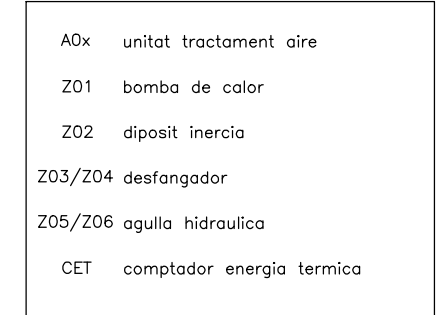 A0x unitat tractament aire
Z01 bomba de calor
Z02 diposit inercia
Z03/Z04 desfangador
Z05/Z06 agulla hidraulica
CET comptador energia termica